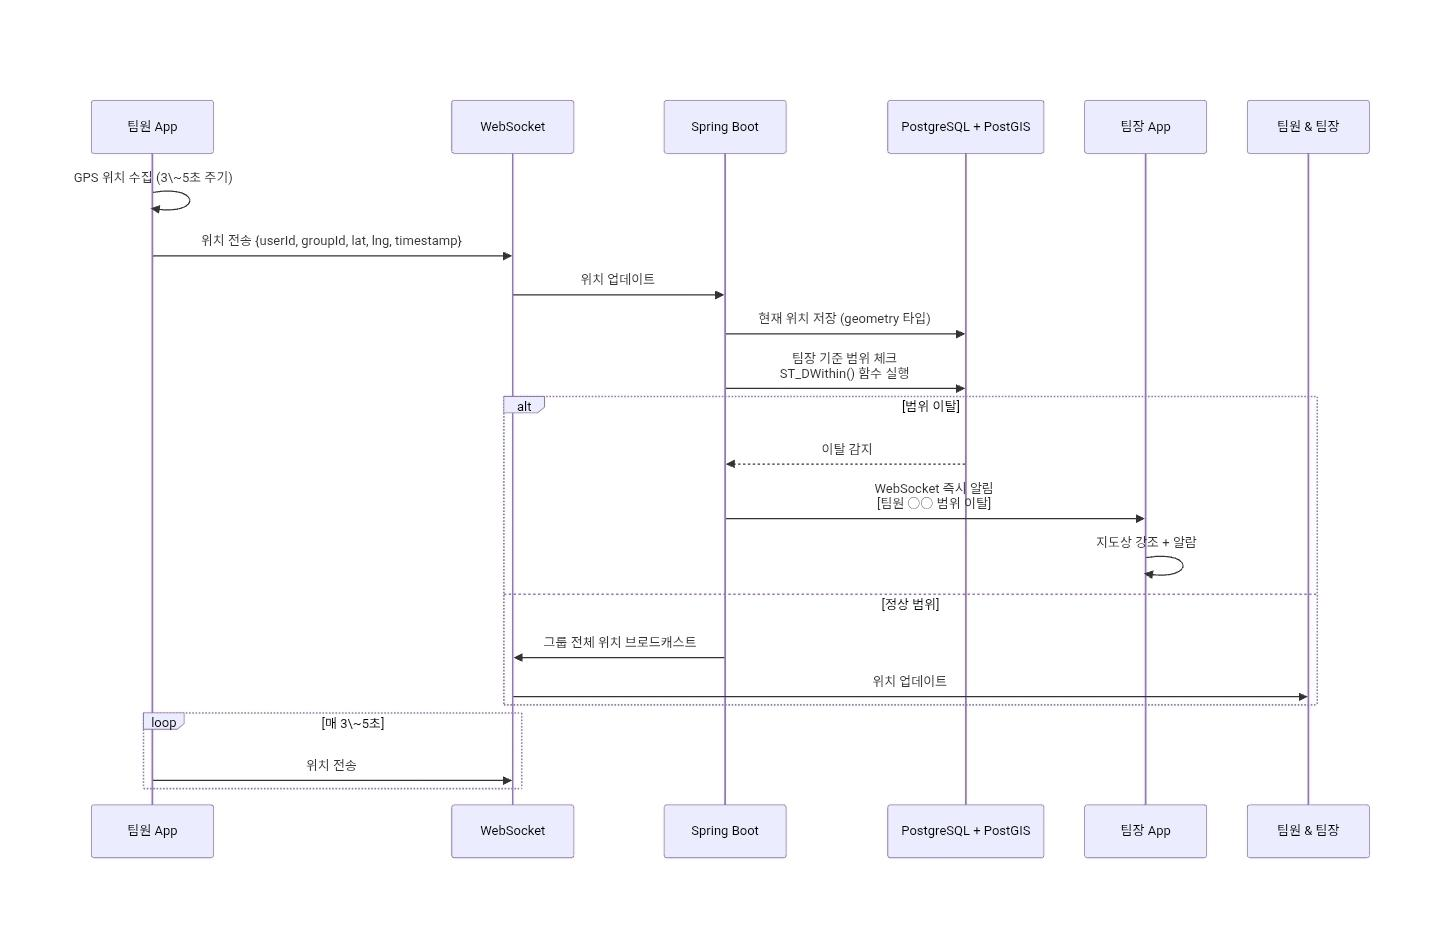 팀원 App
WebSocket
Spring Boot
PostgreSQL + PostGIS
팀장 App
팀원 & 팀장
GPS 위치 수집 (3\~5초 주기)
위치 전송 {userId, groupId, lat, lng, timestamp}
위치 업데이트
현재 위치 저장 (geometry 타입)
팀장 기준 범위 체크
ST_DWithin() 함수 실행
alt
[범위 이탈]
이탈 감지
WebSocket 즉시 알림
[팀원 〇〇 범위 이탈]
지도상 강조 + 알람
[정상 범위]
그룹 전체 위치 브로드캐스트
위치 업데이트
loop
[매 3\~5초]
위치 전송
팀원 App
WebSocket
Spring Boot
PostgreSQL + PostGIS
팀장 App
팀원 & 팀장